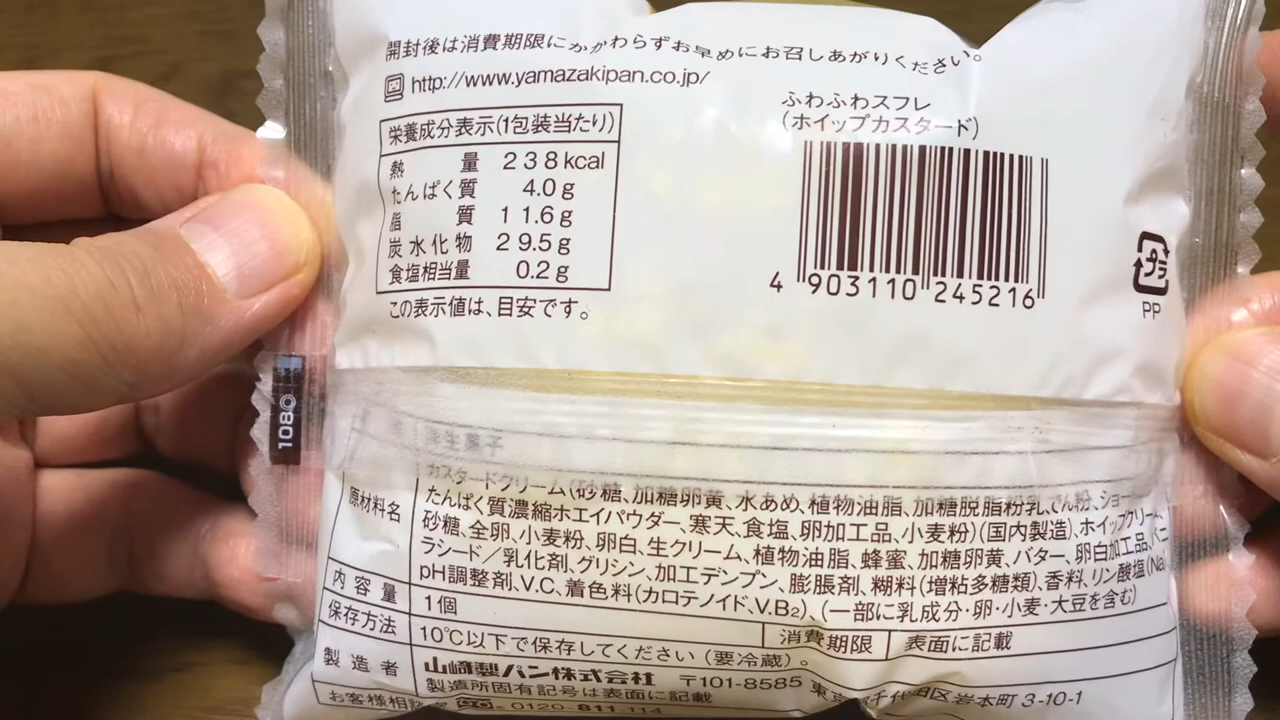 開封後は消費期限にかかわらずお早めにお召しあがりください。
http://www.yamazakipan.co.jp/
栄養成分表示(1包装当たり)
熱量 238kcal
たんぱく質 4.0g
脂質 11.6g
炭水化物 29.5g
食塩相当量 0.2g
この表示値は、目安です。
ふわふわスフレ
(ホイップカスタード)
4 903110 245216
プラ
PP
108
生菓子
原材料名
カスタードクリーム(砂糖、加糖卵黄、水あめ、植物油脂、加糖脱脂粉乳、でん粉、ショー
たんぱく質濃縮ホエイパウダー、寒天、食塩、卵加工品、小麦粉)(国内製造)、ホイップクリーム、
砂糖、全卵、小麦粉、卵白、生クリーム、植物油脂、蜂蜜、加糖卵黄、バター、卵白加工品、バニ
ラシード/乳化剤、グリシン、加工デンプン、膨脹剤、糊料(増粘多糖類)、香料、リン酸塩(Na)、
pH調整剤、V.C、着色料(カロテノイド、V.B₂)、(一部に乳成分・卵・小麦・大豆を含む)
内容量 1個
消費期限 表面に記載
保存方法 10℃以下で保存してください(要冷蔵)。
製造者 山崎製パン株式会社 〒101-8585 東京千代田区岩本町3-10-1
製造所固有記号は表面に記載
お客様相談室 0120-811-114